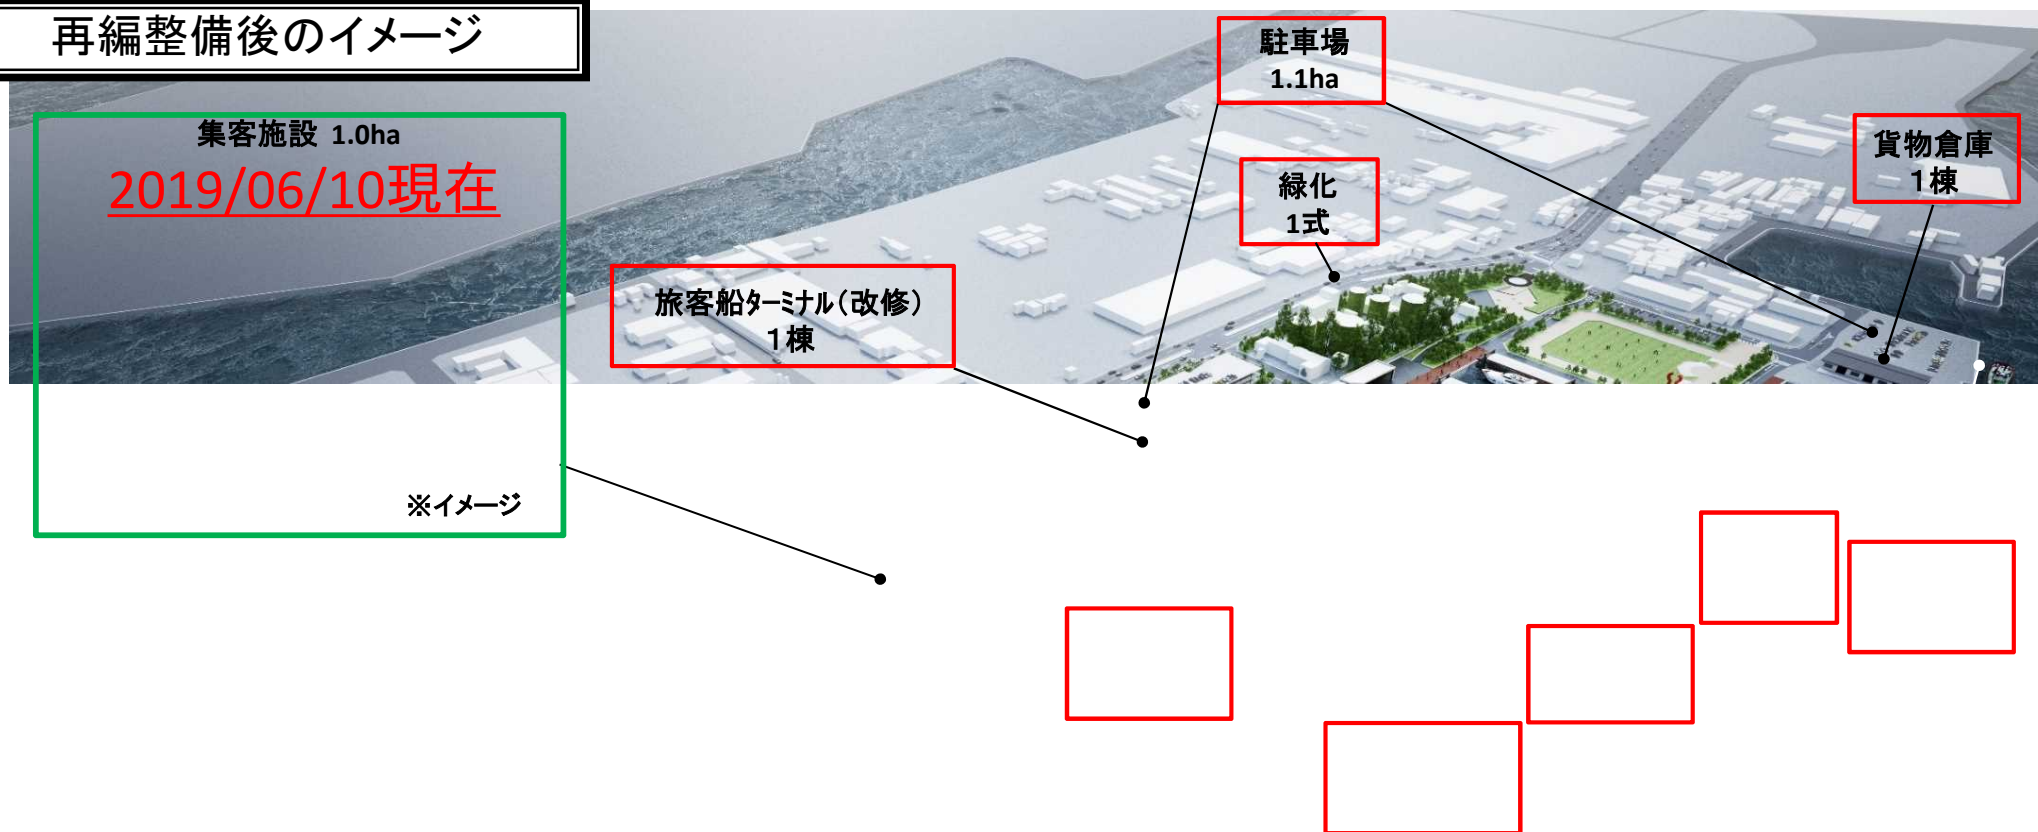 再編整備後のイメージ
駐車場
1.1ha
集客施設 1.0ha
2019/06/10現在
貨物倉庫
1棟
緑化
1式
旅客船ﾀｰﾐﾅﾙ（改修）
1棟
※イメージ